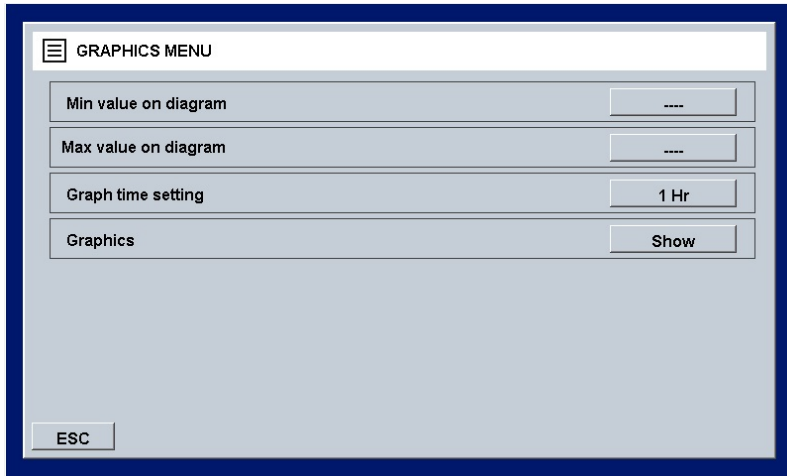 GRAPHICS MENU
Min value on diagram ----
Max value on diagram ----
Graph time setting 1 Hr
Graphics Show
ESC